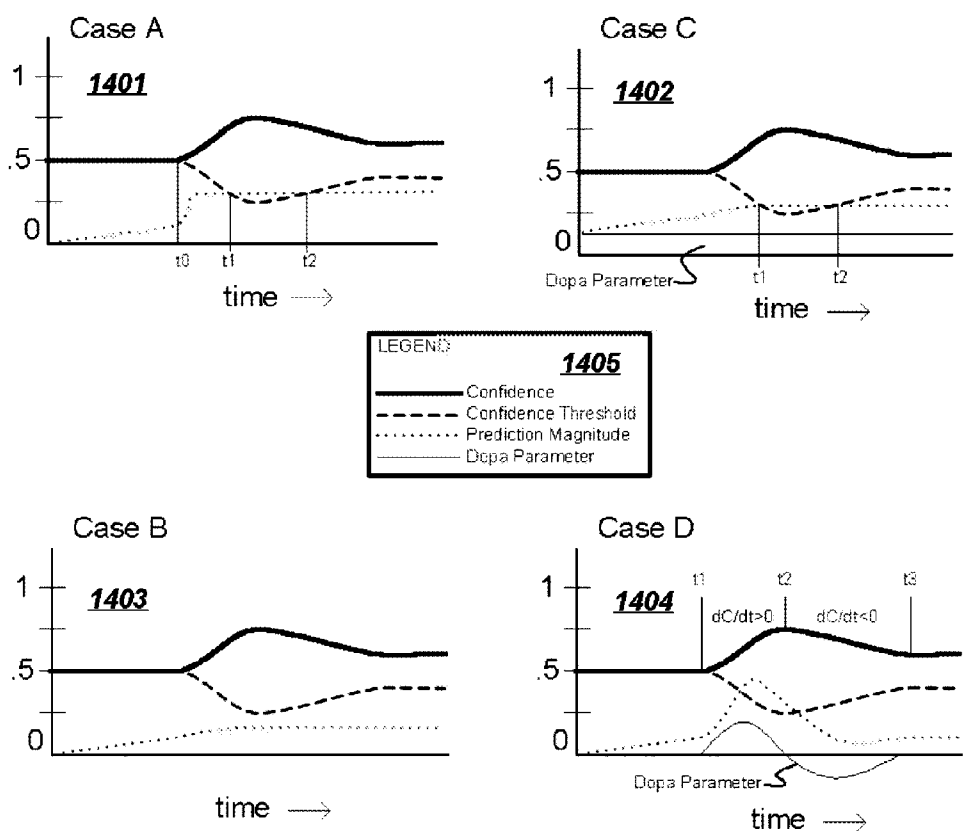 Case A
1401
1
.5
0
t0
t1
t2
time
Case C
1402
1
.5
0
t1
t2
Dopa Parameter
time
LEGEND
1405
Confidence
Confidence Threshold
Prediction Magnitude
Dopa Parameter
Case B
1403
1
.5
0
time
Case D
1404
1
.5
0
t1
t2
t3
dC/dt>0
dC/dt<0
Dopa Parameter
time